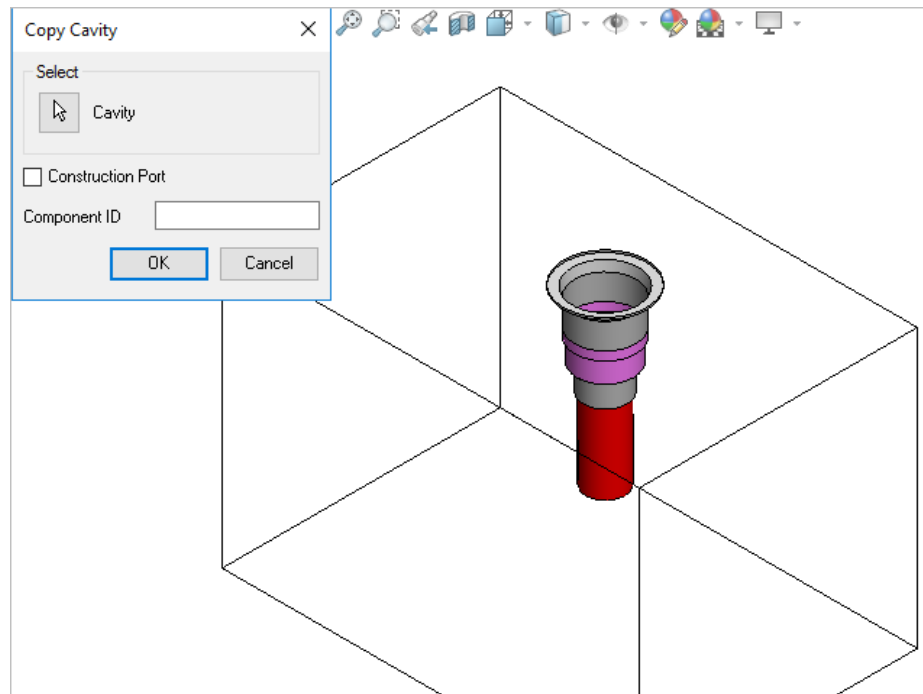 Copy Cavity
Select
Cavity
Construction Port
Component ID
OK Cancel